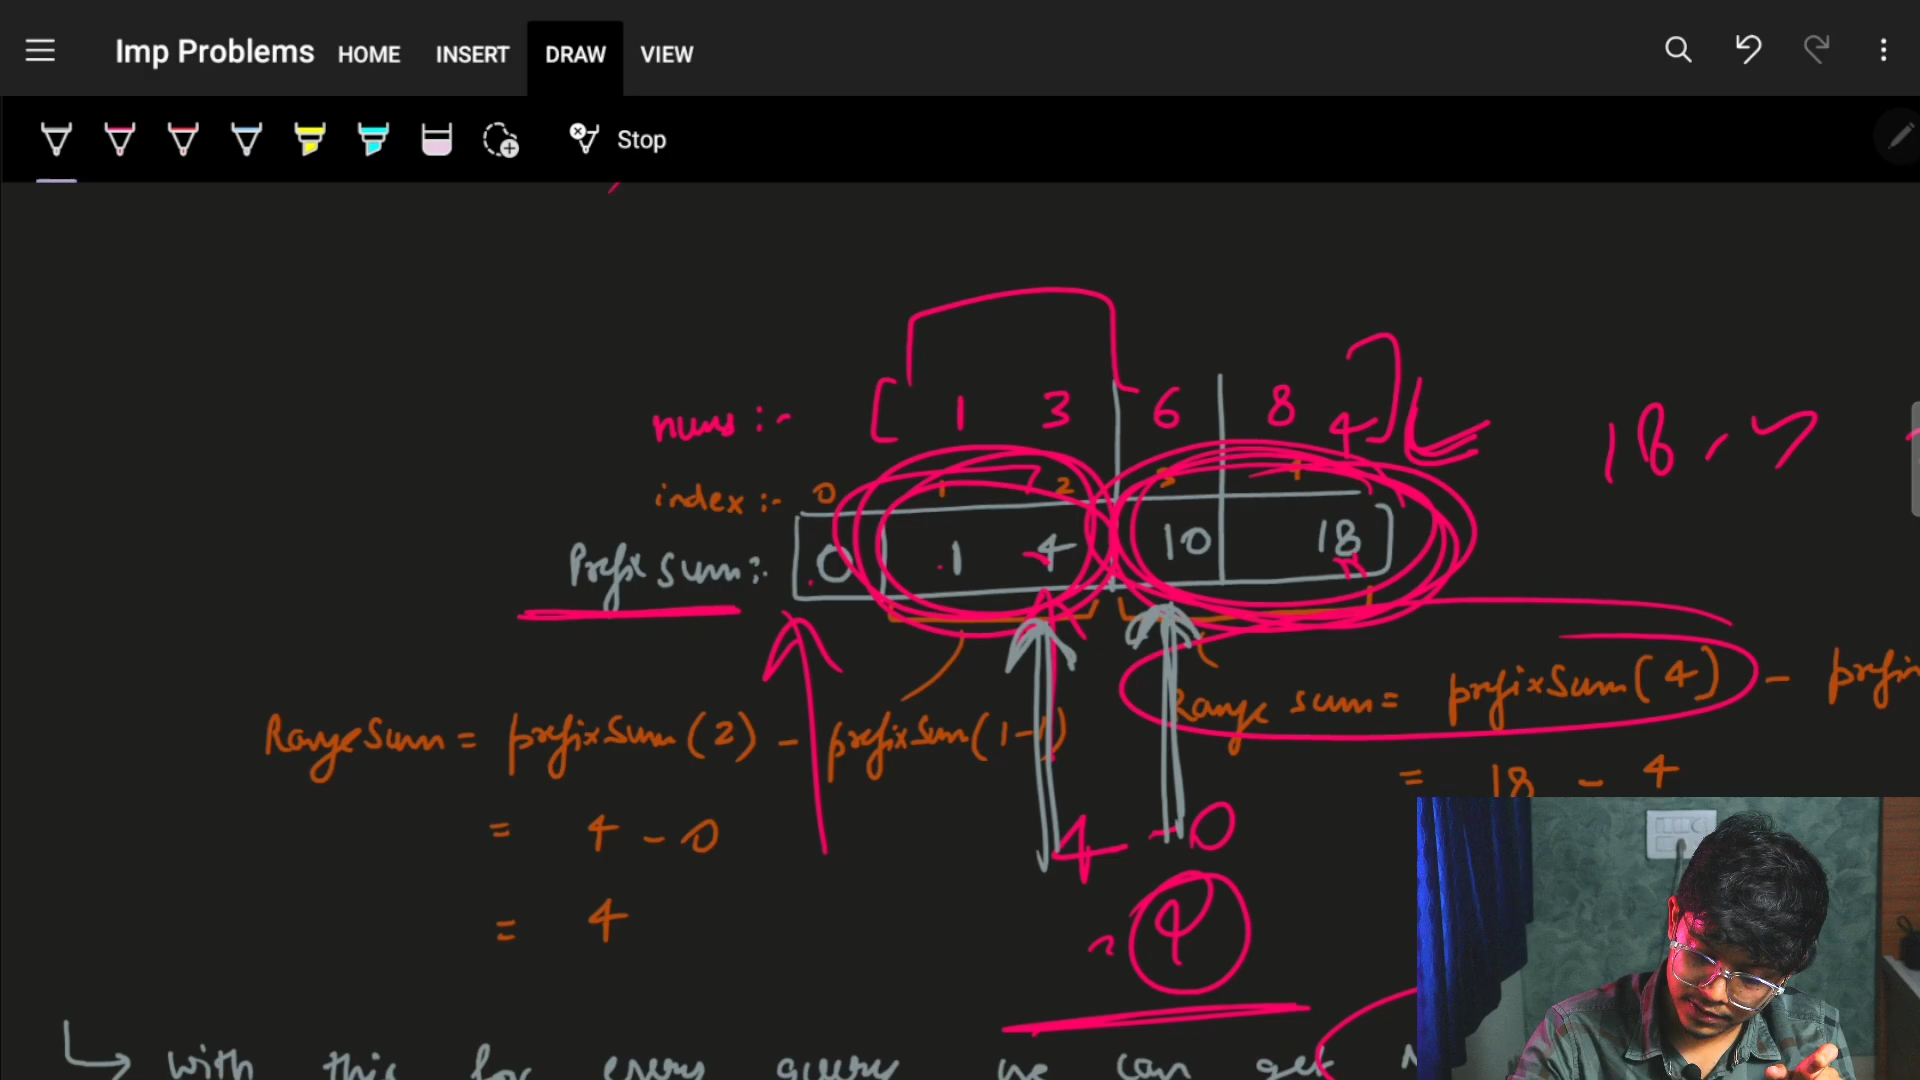 Imp Problems HOME INSERT DRAW VIEW
Stop
nums :- [ 1 3 6 8 4 ]
18 -
index :- 0 1 2 3 4
Prefix sum :- 0 1 4 10 18
Range sum = prefixSum(4) - prefix
RangeSum = prefixSum(2) - prefixSum(1-1)
= 18 - 4
= 4 - 0
4 - 0
= 4
= 4
↳ with this for every query we can get